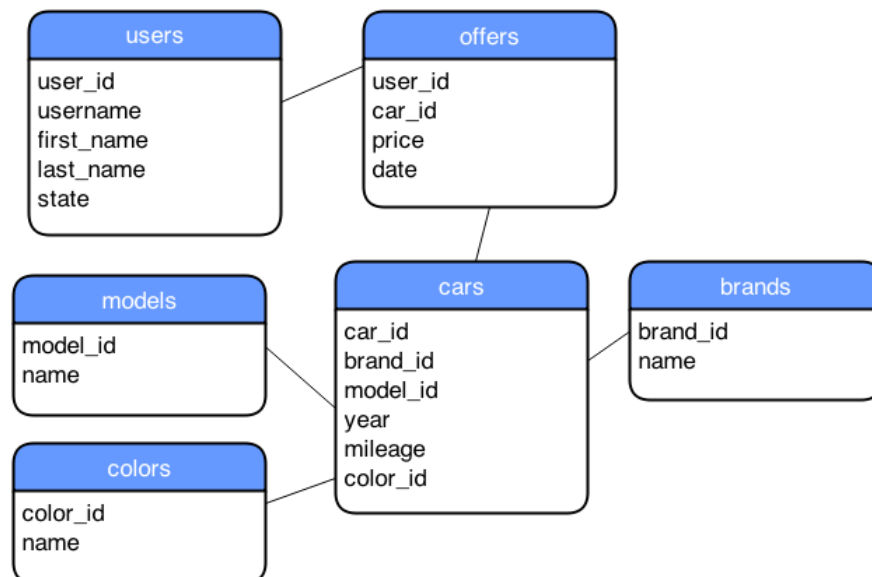 users
user_id
username
first_name
last_name
state
offers
user_id
car_id
price
date
models
model_id
name
cars
car_id
brand_id
model_id
year
mileage
color_id
brands
brand_id
name
colors
color_id
name